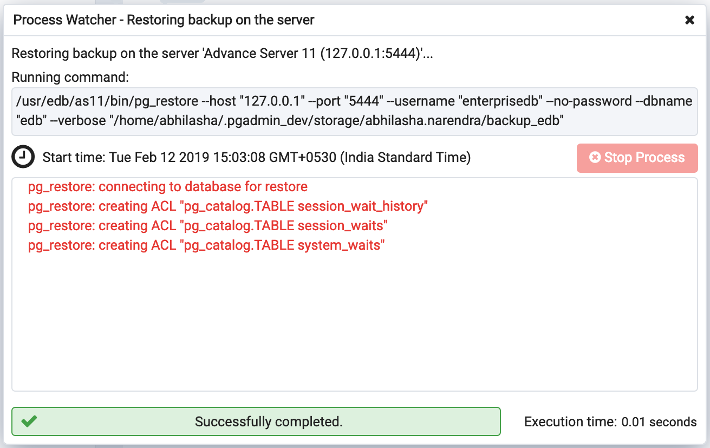 Process Watcher - Restoring backup on the server
Restoring backup on the server 'Advance Server 11 (127.0.0.1:5444)'...
Running command:
/usr/edb/as11/bin/pg_restore --host "127.0.0.1" --port "5444" --username "enterprisedb" --no-password --dbname
"edb" --verbose "/home/abhilasha/.pgadmin_dev/storage/abhilasha.narendra/backup_edb"
Start time: Tue Feb 12 2019 15:03:08 GMT+0530 (India Standard Time)
Stop Process
pg_restore: connecting to database for restore
pg_restore: creating ACL "pg_catalog.TABLE session_wait_history"
pg_restore: creating ACL "pg_catalog.TABLE session_waits"
pg_restore: creating ACL "pg_catalog.TABLE system_waits"
Successfully completed.
Execution time: 0.01 seconds